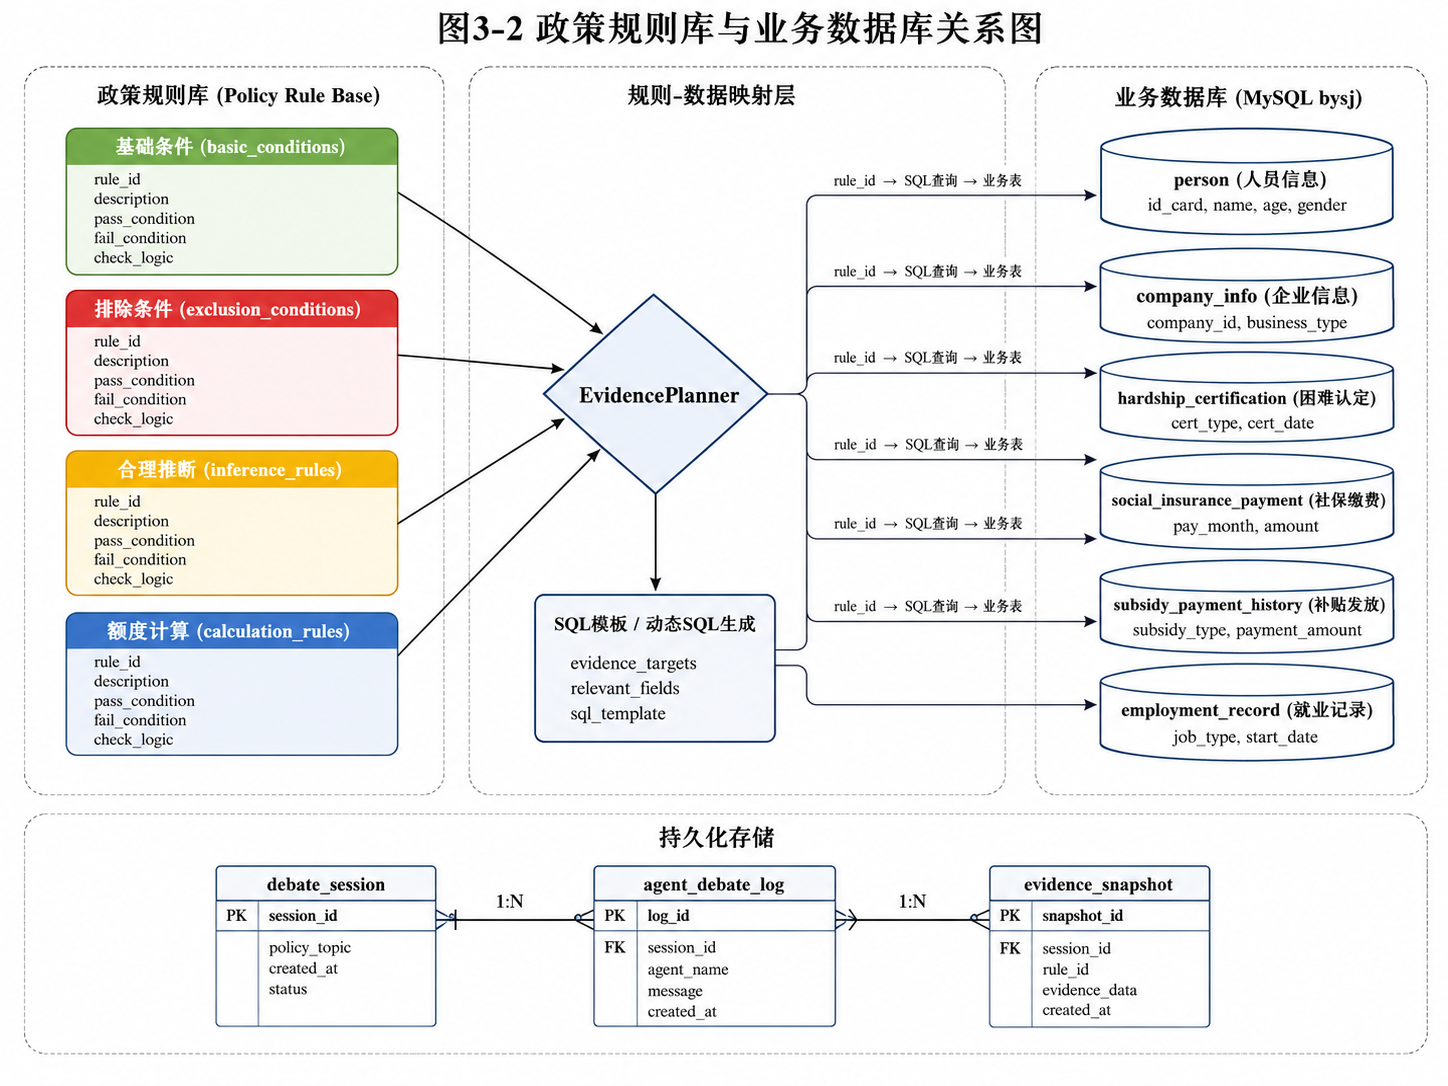 图3-2 政策规则库与业务数据库关系图
政策规则库 (Policy Rule Base)
基础条件 (basic_conditions)
rule_id
description
pass_condition
fail_condition
check_logic
排除条件 (exclusion_conditions)
rule_id
description
pass_condition
fail_condition
check_logic
合理推断 (inference_rules)
rule_id
description
pass_condition
fail_condition
check_logic
额度计算 (calculation_rules)
rule_id
description
pass_condition
fail_condition
check_logic
规则-数据映射层
EvidencePlanner
SQL模板 / 动态SQL生成
evidence_targets
relevant_fields
sql_template
rule_id → SQL查询 → 业务表
rule_id → SQL查询 → 业务表
rule_id → SQL查询 → 业务表
rule_id → SQL查询 → 业务表
rule_id → SQL查询 → 业务表
rule_id → SQL查询 → 业务表
业务数据库 (MySQL bysj)
person (人员信息)
id_card, name, age, gender
company_info (企业信息)
company_id, business_type
hardship_certification (困难认定)
cert_type, cert_date
social_insurance_payment (社保缴费)
pay_month, amount
subsidy_payment_history (补贴发放)
subsidy_type, payment_amount
employment_record (就业记录)
job_type, start_date
持久化存储
debate_session
PK session_id
policy_topic
created_at
status
1:N
agent_debate_log
PK log_id
FK session_id
agent_name
message
created_at
1:N
evidence_snapshot
PK snapshot_id
FK session_id
rule_id
evidence_data
created_at